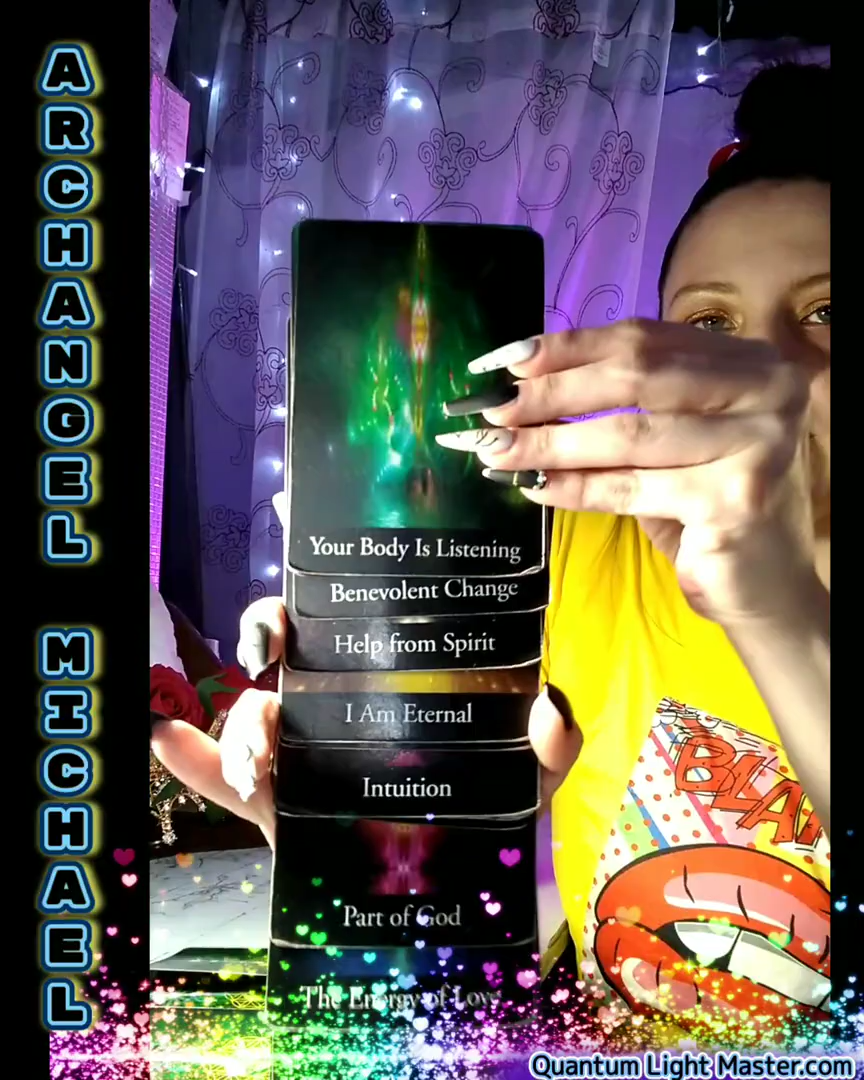 ARCHANGEL MICHAEL
Your Body Is Listening
Benevolent Change
Help from Spirit
I Am Eternal
Intuition
Part of God
The Energy of Love
BLA
Quantum Light Master.com